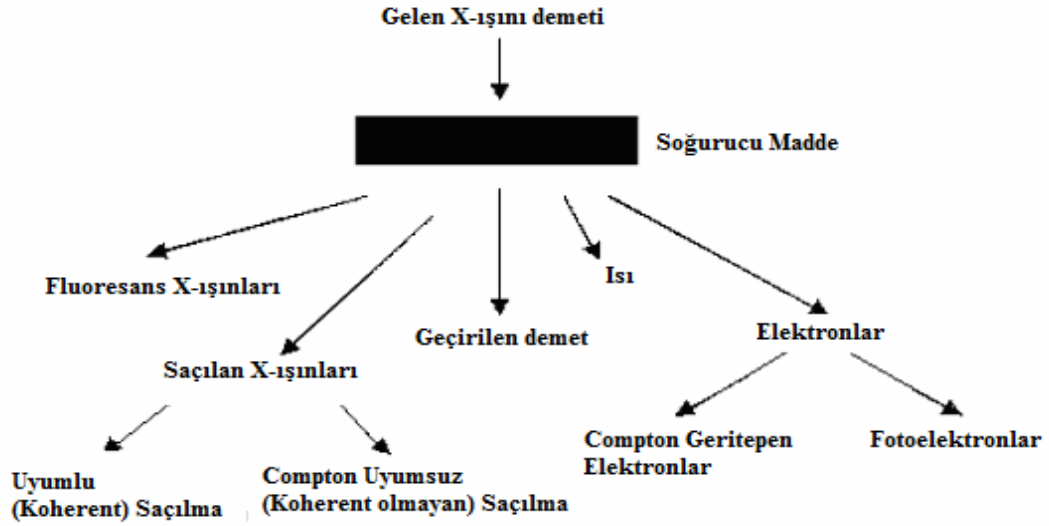 Gelen X-ışını demeti
Soğurucu Madde
Fluoresans X-ışınları
Isı
Geçirilen demet
Elektronlar
Saçılan X-ışınları
Compton Geritepen
Elektronlar
Fotoelektronlar
Uyumlu
(Koherent) Saçılma
Compton Uyumsuz
(Koherent olmayan) Saçılma